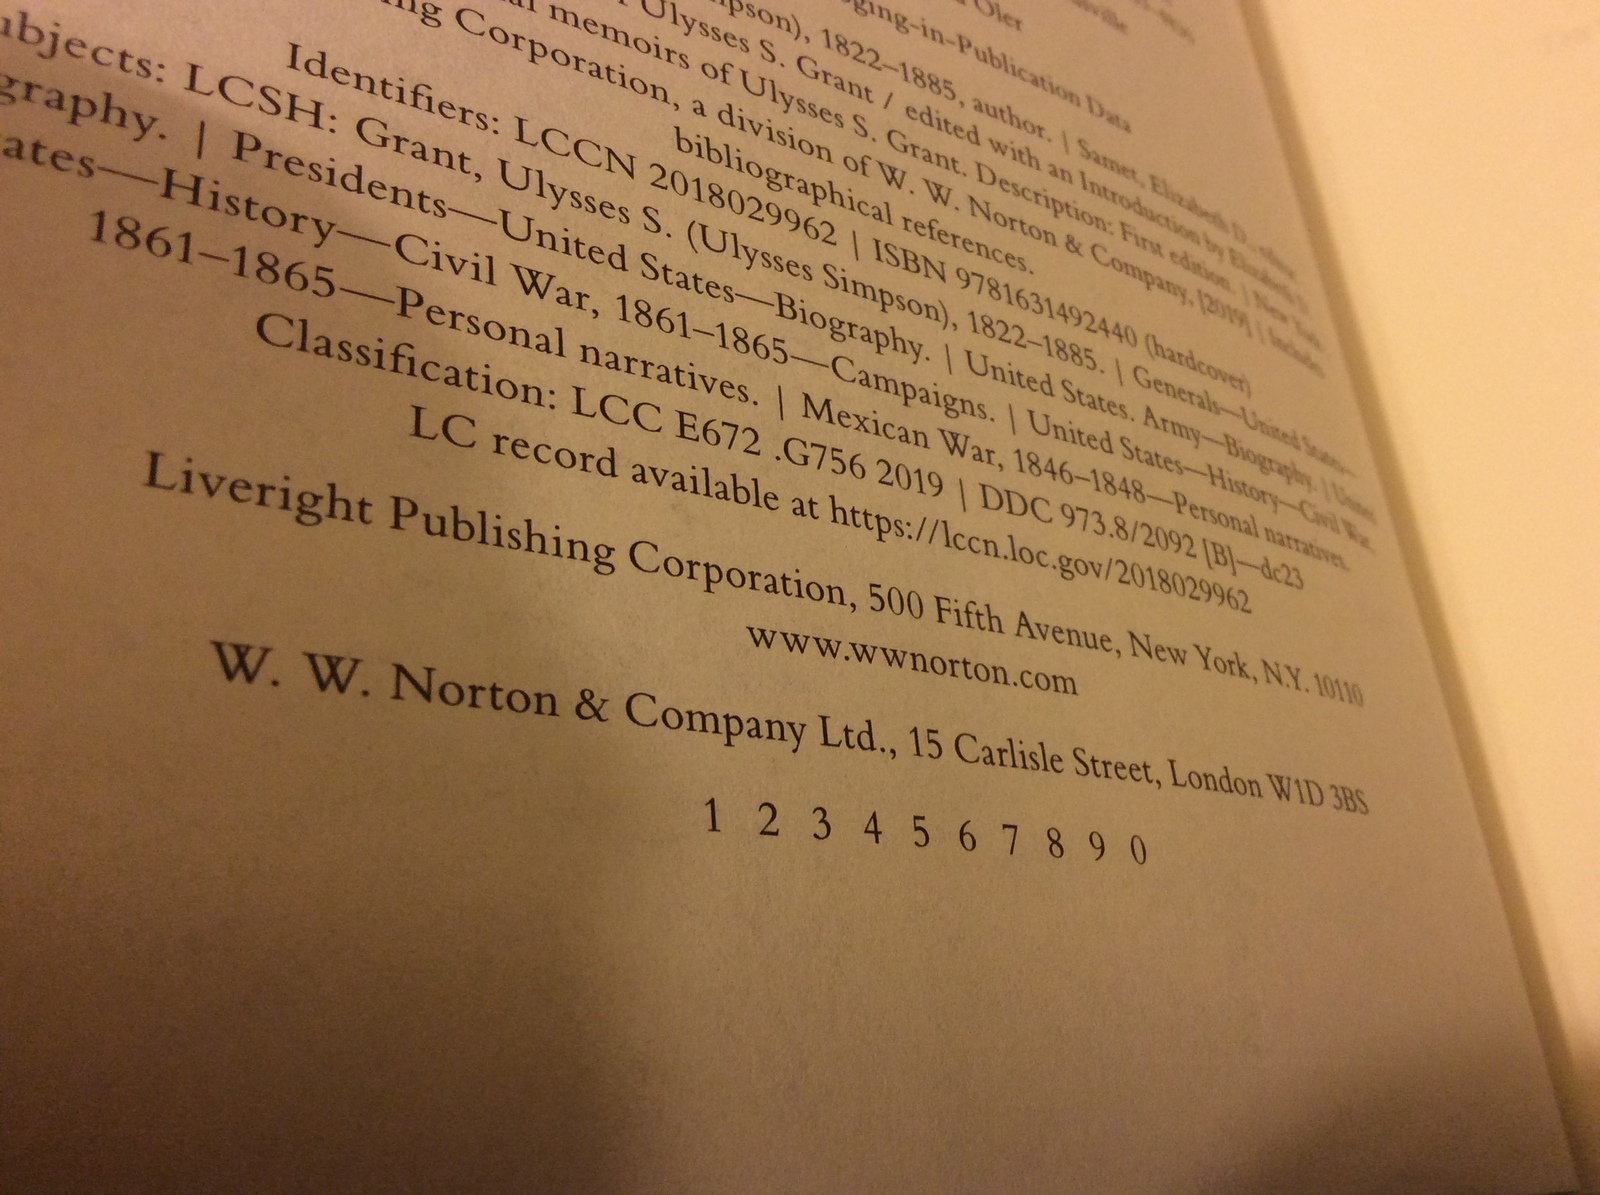 Oler
ging-in-Publication Data
pson), 1822–1885, author. | Samet, Elizabeth D.,
Ulysses S. Grant / edited with an Introduction by Elizabeth D.
memoirs of Ulysses S. Grant. Description: First edition. | New York
ng Corporation, a division of W. W. Norton & Company, [2019] | Includes
bibliographical references.
Identifiers: LCCN 2018029962 | ISBN 9781631492440 (hardcover)
ubjects: LCSH: Grant, Ulysses S. (Ulysses Simpson), 1822–1885. | Generals—United States—
graphy. | Presidents—United States—Biography. | United States. Army—Biography. | United
ates—History—Civil War, 1861–1865—Campaigns. | United States—History—Civil War,
1861–1865—Personal narratives. | Mexican War, 1846–1848—Personal narratives.
Classification: LCC E672 .G756 2019 | DDC 973.8/2092 [B]—dc23
LC record available at https://lccn.loc.gov/2018029962
Liveright Publishing Corporation, 500 Fifth Avenue, New York, N.Y. 10110
www.wwnorton.com
W. W. Norton & Company Ltd., 15 Carlisle Street, London W1D 3BS
1 2 3 4 5 6 7 8 9 0